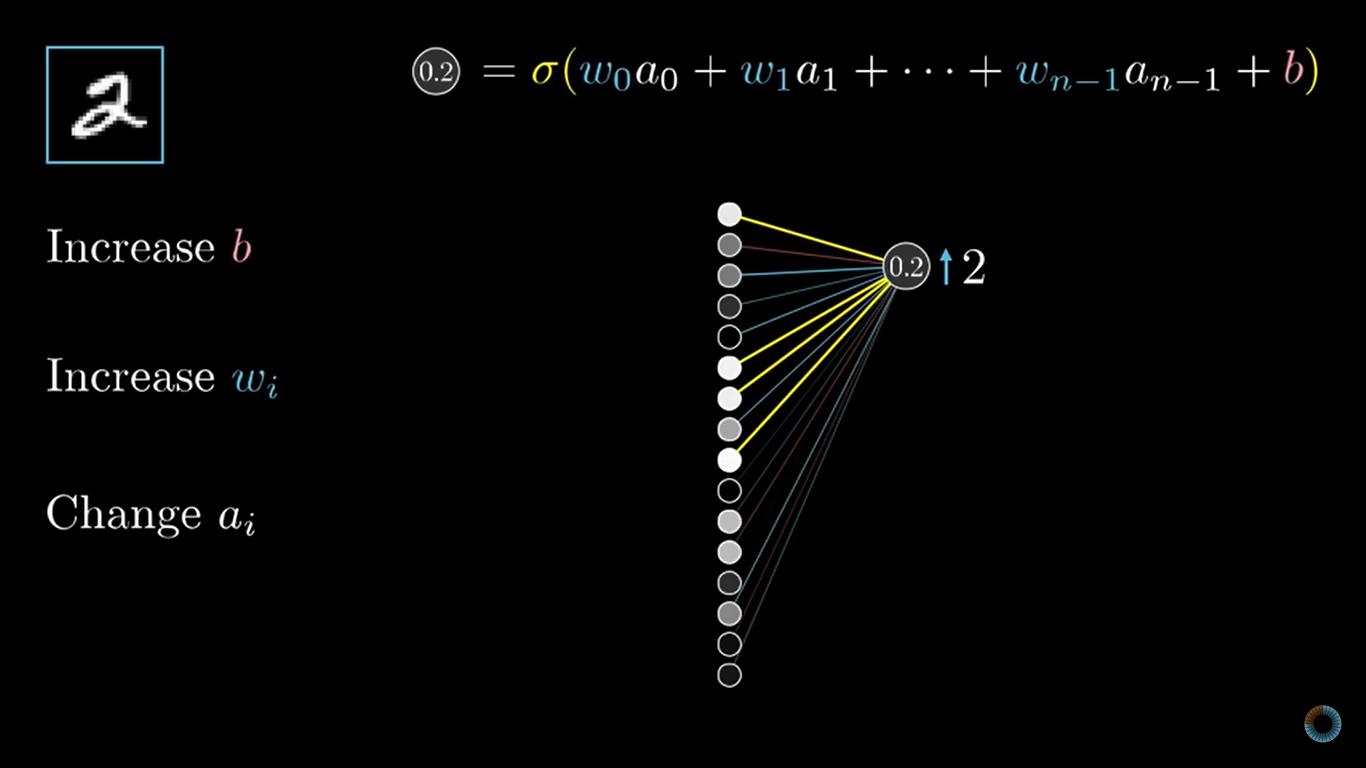 0.2 = σ(w₀a₀ + w₁a₁ + ⋯ + wₙ₋₁aₙ₋₁ + b)
2
Increase b
0.2 ↑ 2
Increase wᵢ
Change aᵢ